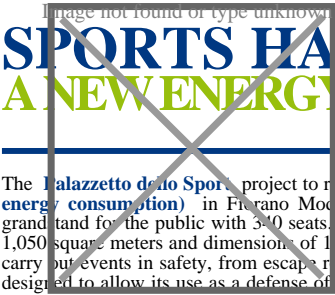 Image not found or type unknown
SPORTS HA
A NEW ENERGY
The Palazzetto dello Sport project to r
energy consumption) in Fiorano Mod
grandstand for the public with 340 seats.
1,050 square meters and dimensions of 1
carry out events in safety, from escape r
designed to allow its use as a defense of